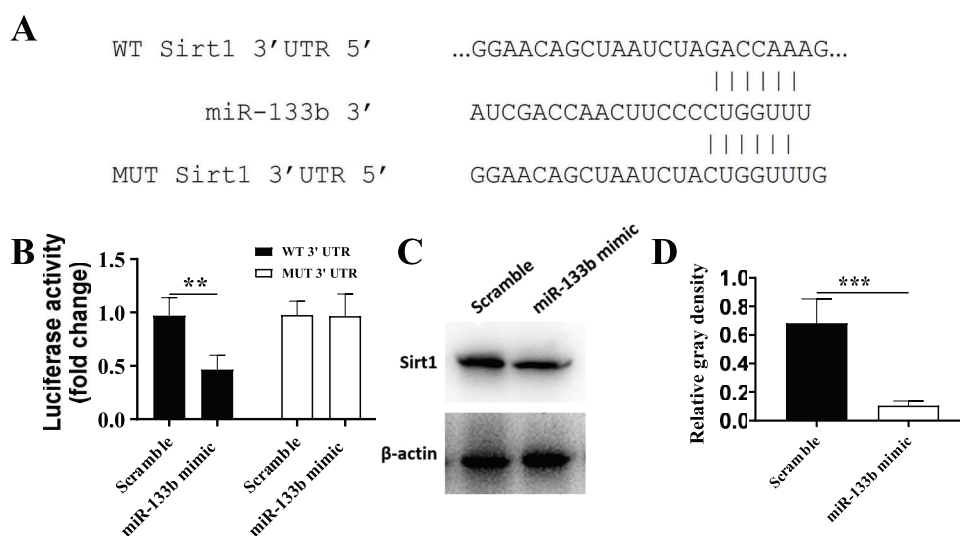 A
WT Sirt1 3′UTR 5′ ...GGAACAGCUAAUCUAGACCAAAG...
miR-133b 3′ AUCGACCAACUUCCCCUGGUUU
MUT Sirt1 3′UTR 5′ GGAACAGCUAAUCUACUGGUUUG
B
Luciferase activity
(fold change)
1.5
1.0
0.5
0.0
WT 3' UTR
MUT 3' UTR
**
Scramble
miR-133b mimic
Scramble
miR-133b mimic
C
Scramble
miR-133b mimic
Sirt1
β-actin
D
Relative gray density
1.0
0.8
0.6
0.4
0.2
0.0
***
Scramble
miR-133b mimic